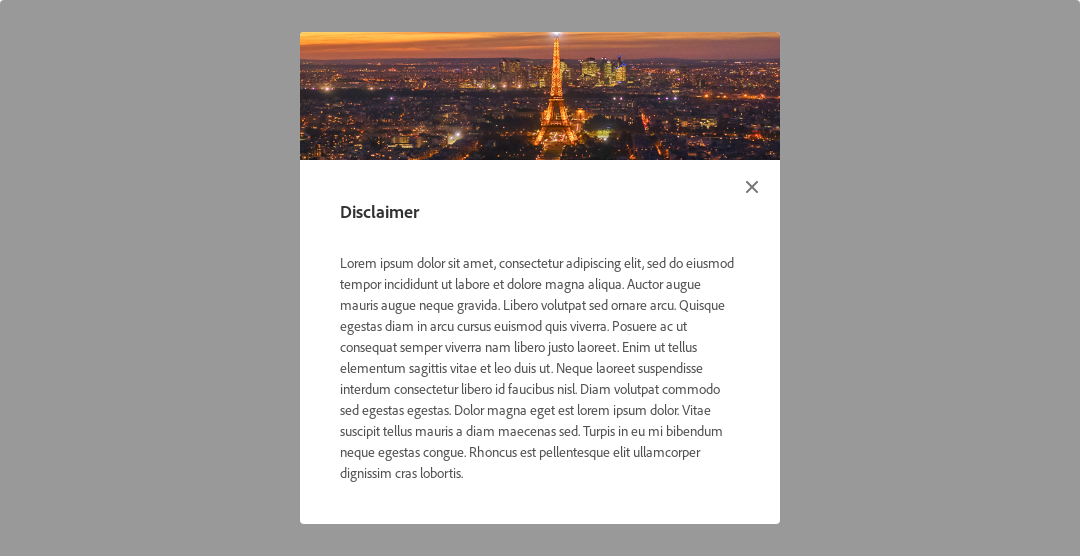 Disclaimer
Lorem ipsum dolor sit amet, consectetur adipiscing elit, sed do eiusmod
tempor incididunt ut labore et dolore magna aliqua. Auctor augue
mauris augue neque gravida. Libero volutpat sed ornare arcu. Quisque
egestas diam in arcu cursus euismod quis viverra. Posuere ac ut
consequat semper viverra nam libero justo laoreet. Enim ut tellus
elementum sagittis vitae et leo duis ut. Neque laoreet suspendisse
interdum consectetur libero id faucibus nisl. Diam volutpat commodo
sed egestas egestas. Dolor magna eget est lorem ipsum dolor. Vitae
suscipit tellus mauris a diam maecenas sed. Turpis in eu mi bibendum
neque egestas congue. Rhoncus est pellentesque elit ullamcorper
dignissim cras lobortis.